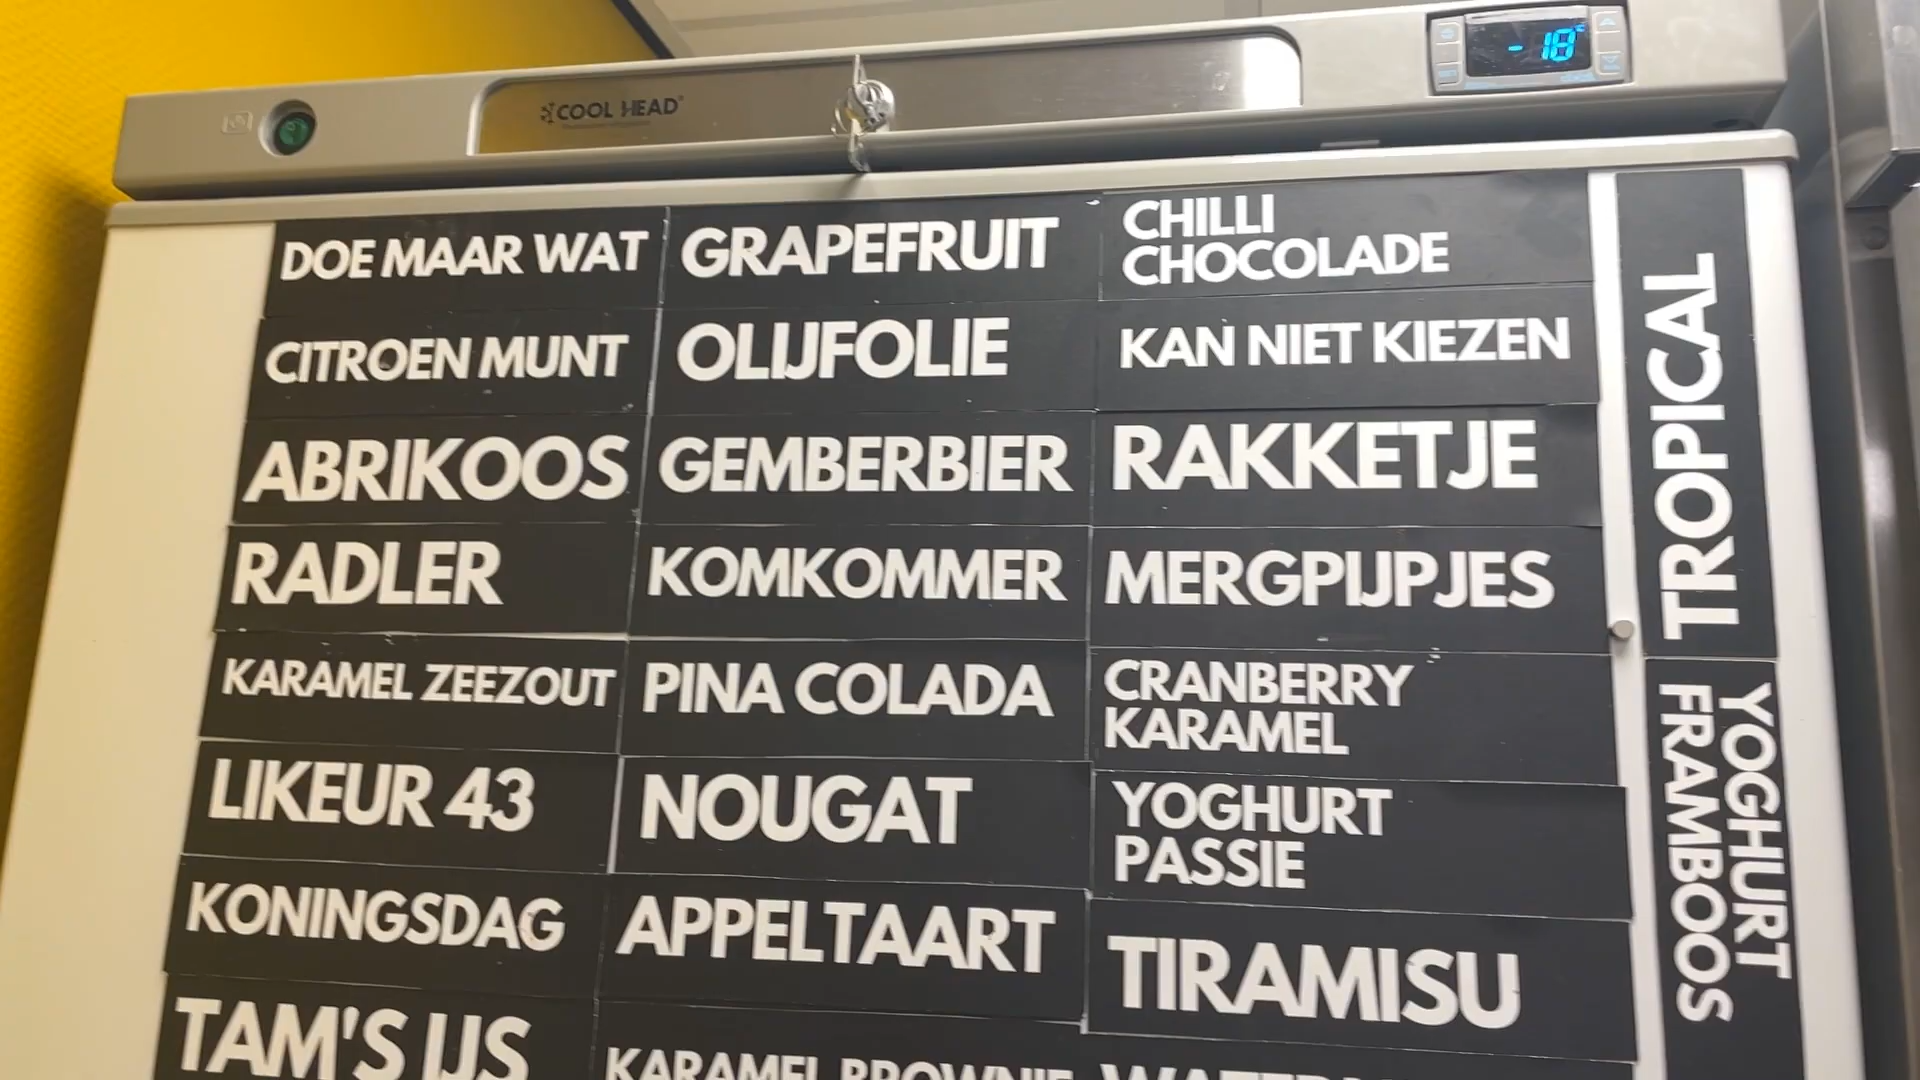 COOL HEAD
-18
DOE MAAR WAT
GRAPEFRUIT
CHILLI
CHOCOLADE
CITROEN MUNT
OLIJFOLIE
KAN NIET KIEZEN
ABRIKOOS
GEMBERBIER
RAKKETJE
RADLER
KOMKOMMER
MERGPIJPJES
KARAMEL ZEEZOUT
PINA COLADA
CRANBERRY
KARAMEL
LIKEUR 43
NOUGAT
YOGHURT
PASSIE
KONINGSDAG
APPELTAART
TIRAMISU
TAM'S IJS
KARAMEL BROWNIE
TROPICAL
YOGHURT
FRAMBOOS